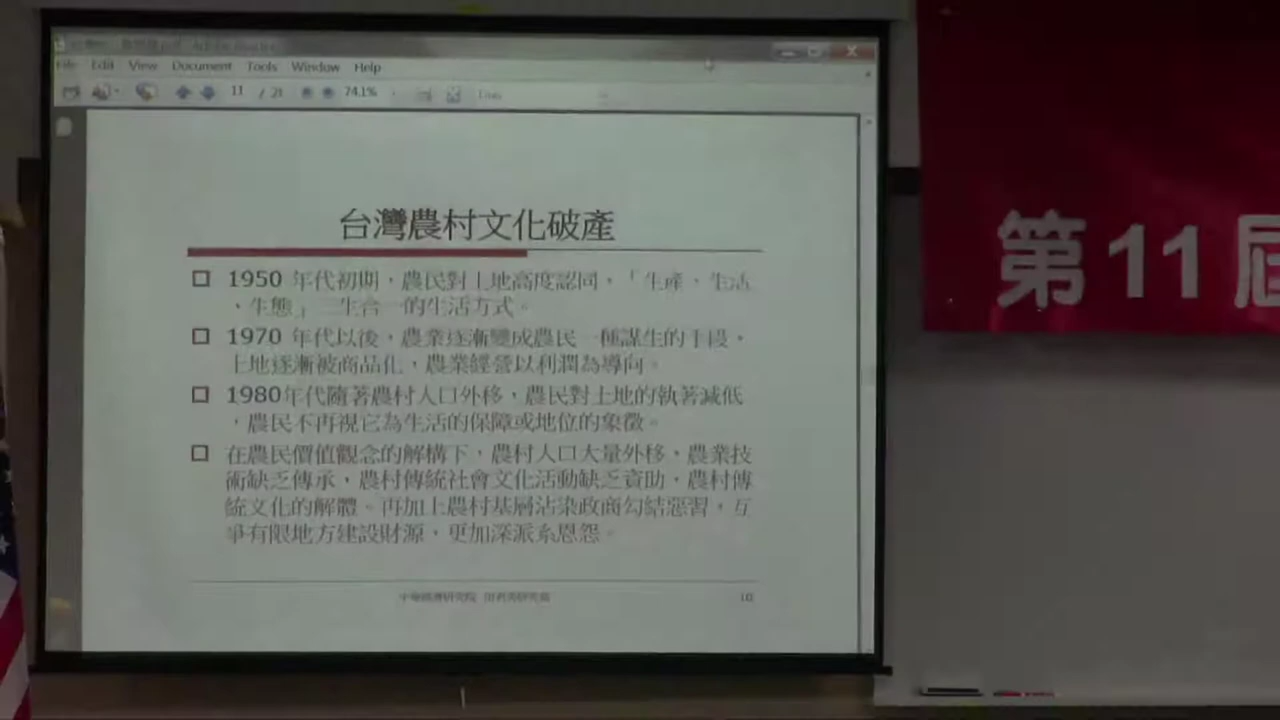 Edit View Document Tools Window Help
11 / 21 74.1%
台灣農村文化破產
1950 年代初期，農民對土地高度認同，「生產、生活
、生態」三生合一的生活方式。
1970 年代以後，農業逐漸變成農民一種謀生的手段，
土地逐漸被商品化，農業經營以利潤為導向。
1980年代隨著農村人口外移，農民對土地的執著減低
，農民不再視它為生活的保障或地位的象徵。
在農民價值觀念的解構下，農村人口大量外移，農業技
術缺乏傳承，農村傳統社會文化活動缺乏資助，農村傳
統文化的解體。再加上農村基層沾染政商勾結惡習，互
爭有限地方建設財源，更加深派系恩怨。
中華經濟研究院
10
第11屆